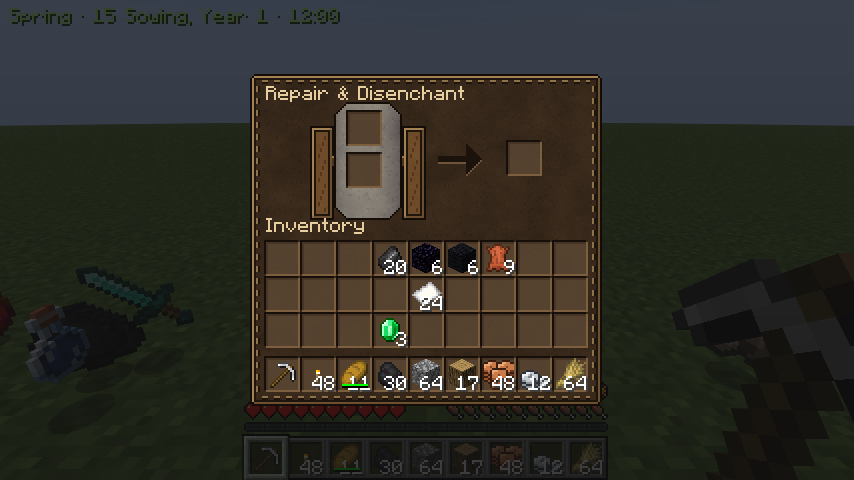 Spring · 15 Sowing, Year 1 · 12:00
Repair & Disenchant
Inventory
20 6 6 9
24
3
48 11 30 64 17 48 12 64
48 11 30 64 17 48 12 64